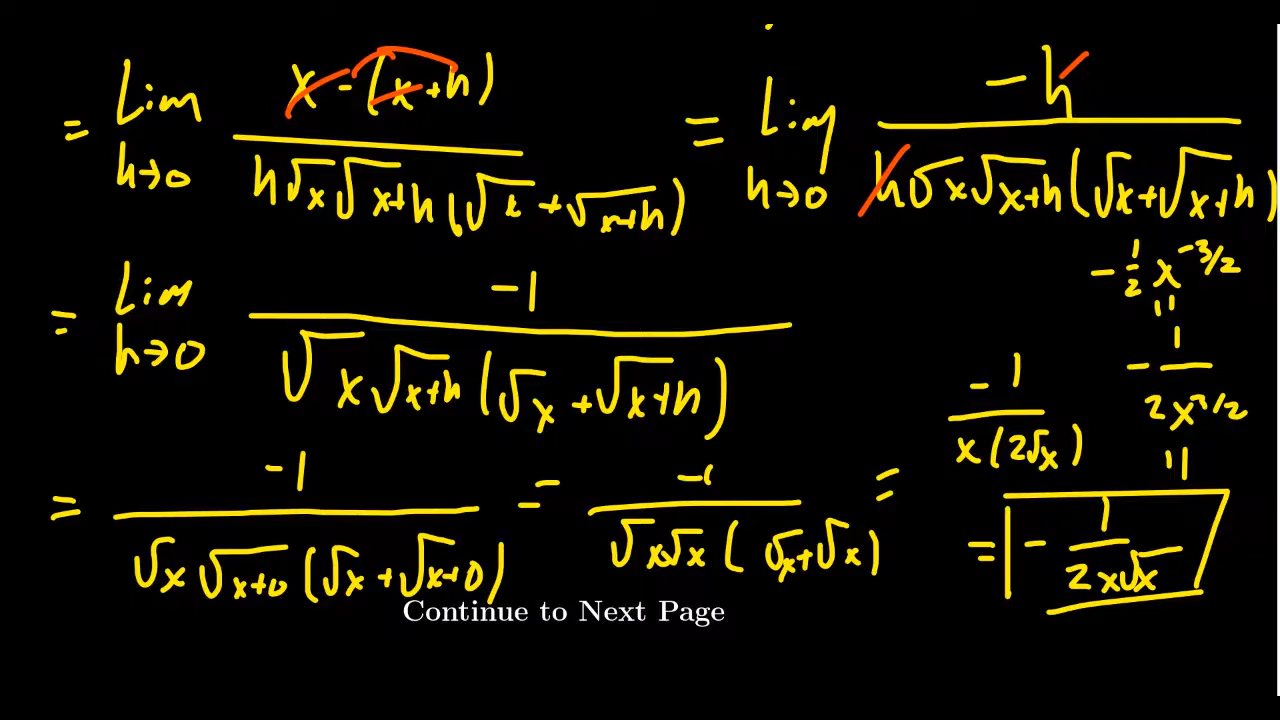 = Lim h→0 x - (x + h) / h√x√x+h (√x + √x+h) = Lim h→0 -h / h√x√x+h (√x + √x+h)
= Lim h→0 -1 / √x√x+h (√x + √x+h)
-1/2 x^-3/2
"
-1 / x(2√x)
- 1 / 2x^3/2
"
= -1 / √x√x+0 (√x + √x+0) = -1 / √x√x (√x + √x) =
= - 1 / 2x√x
Continue to Next Page